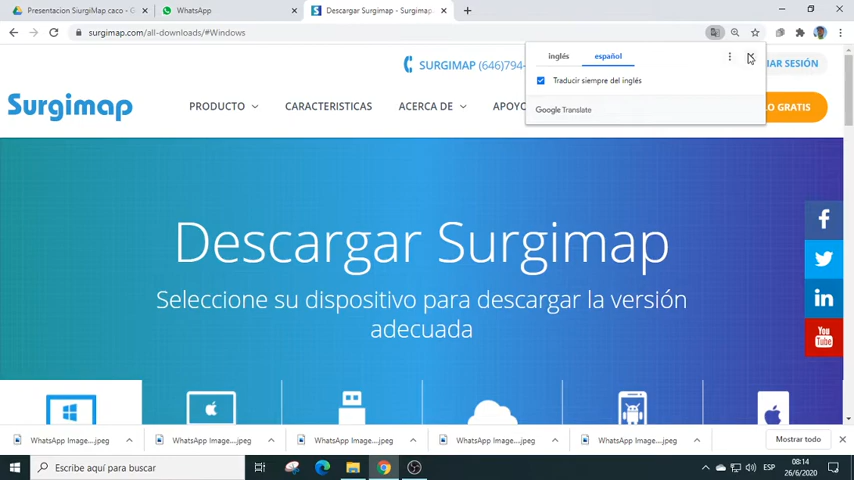 Presentacion SiurgiMap.caco - G
WhatsApp
Descargar Surgimap - Surgimap.
surgimap.com/all-downloads/#Windows
inglés
español
Traducir siempre del inglés
Google Translate
SURGIMAP (646)794-
IAR SESIÓN
Surgimap
PRODUCTO
CARACTERISTICAS
ACERCA DE
APOYO
LO GRATIS
Descargar Surgimap
Seleccione su dispositivo para descargar la versión
adecuada
You
Tube
WhatsApp Image....jpeg
WhatsApp Image....jpeg
WhatsApp Image....jpeg
WhatsApp Image....jpeg
WhatsApp Image....jpeg
Mostrar todo
Escribe aquí para buscar
ESP
08:14
26/6/2020